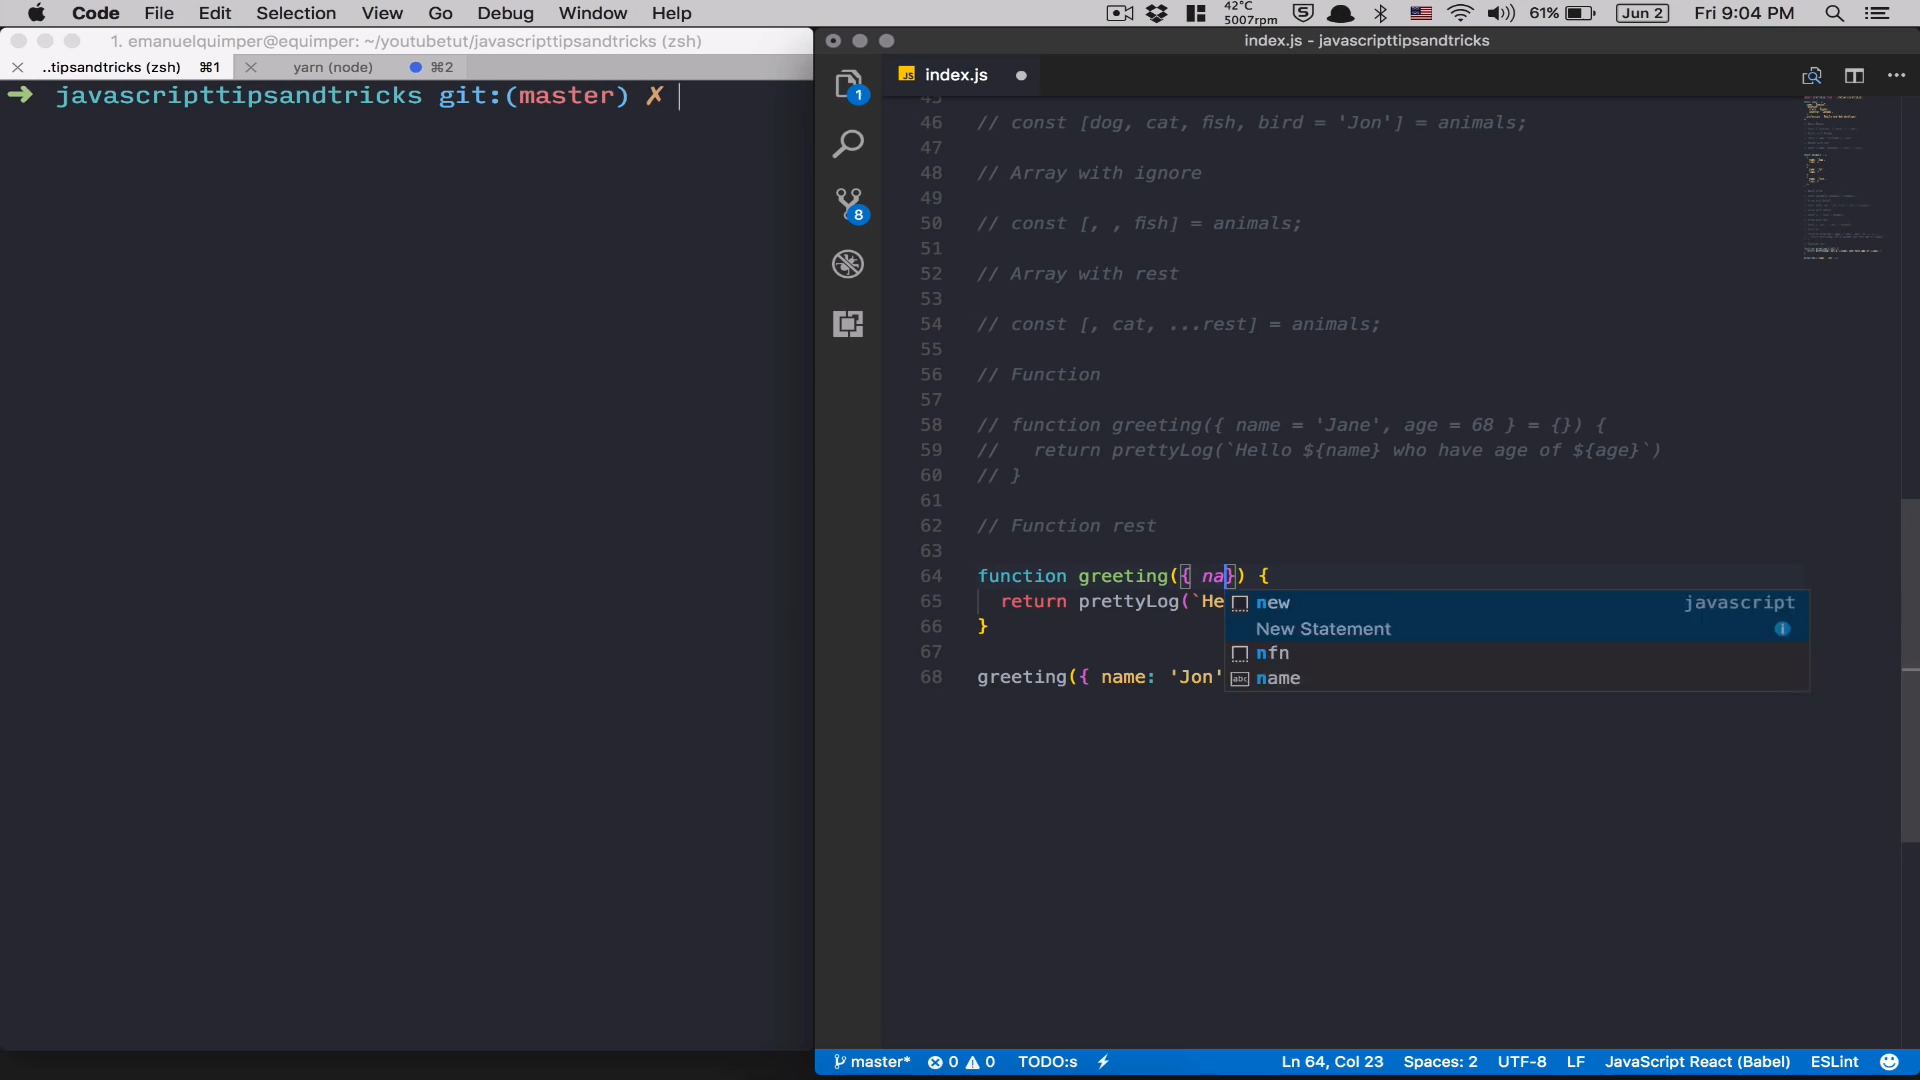 Code File Edit Selection View Go Debug Window Help
42°C
5007rpm
61% Jun 2 Fri 9:04 PM
1. emanuelquimper@equimper: ~/youtubetut/javascripttipsandtricks (zsh)
..tipsandtricks (zsh) ⌘1 yarn (node) ⌘2
➜ javascripttipsandtricks git:(master) ✗
index.js - javascripttipsandtricks
JS index.js
1
8
45
46 // const [dog, cat, fish, bird = 'Jon'] = animals;
47
48 // Array with ignore
49
50 // const [, , fish] = animals;
51
52 // Array with rest
53
54 // const [, cat, ...rest] = animals;
55
56 // Function
57
58 // function greeting({ name = 'Jane', age = 68 } = {}) {
59 //   return prettyLog(`Hello ${name} who have age of ${age}`)
60 // }
61
62 // Function rest
63
64 function greeting({ na}) {
65   return prettyLog(`He
66 }
67
68 greeting({ name: 'Jon'
new javascript
New Statement
nfn
abc name
master* 0 0 TODO:s Ln 64, Col 23 Spaces: 2 UTF-8 LF JavaScript React (Babel) ESLint